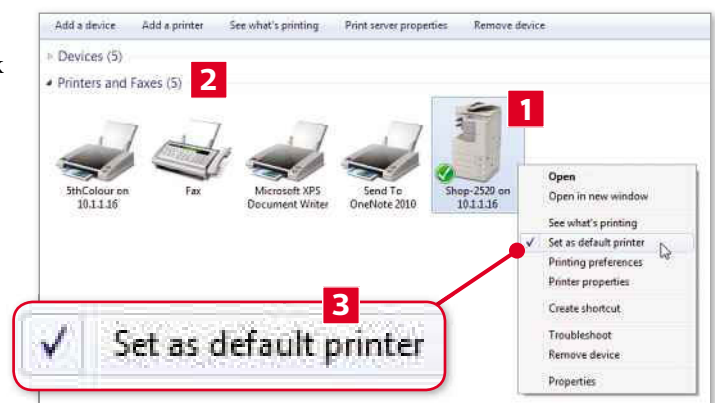 Add a device Add a printer See what's printing Print server properties Remove device
k
Devices (5)
Printers and Faxes (5)
2
1
5thColour on
10.1.1.16
Fax
Microsoft XPS
Document Writer
Send To
OneNote 2010
Shop-2520 on
10.1.1.16
Open
Open in new window
See what's printing
Set as default printer
Printing preferences
Printer properties
Create shortcut
Troubleshoot
Remove device
Properties
3
Set as default printer